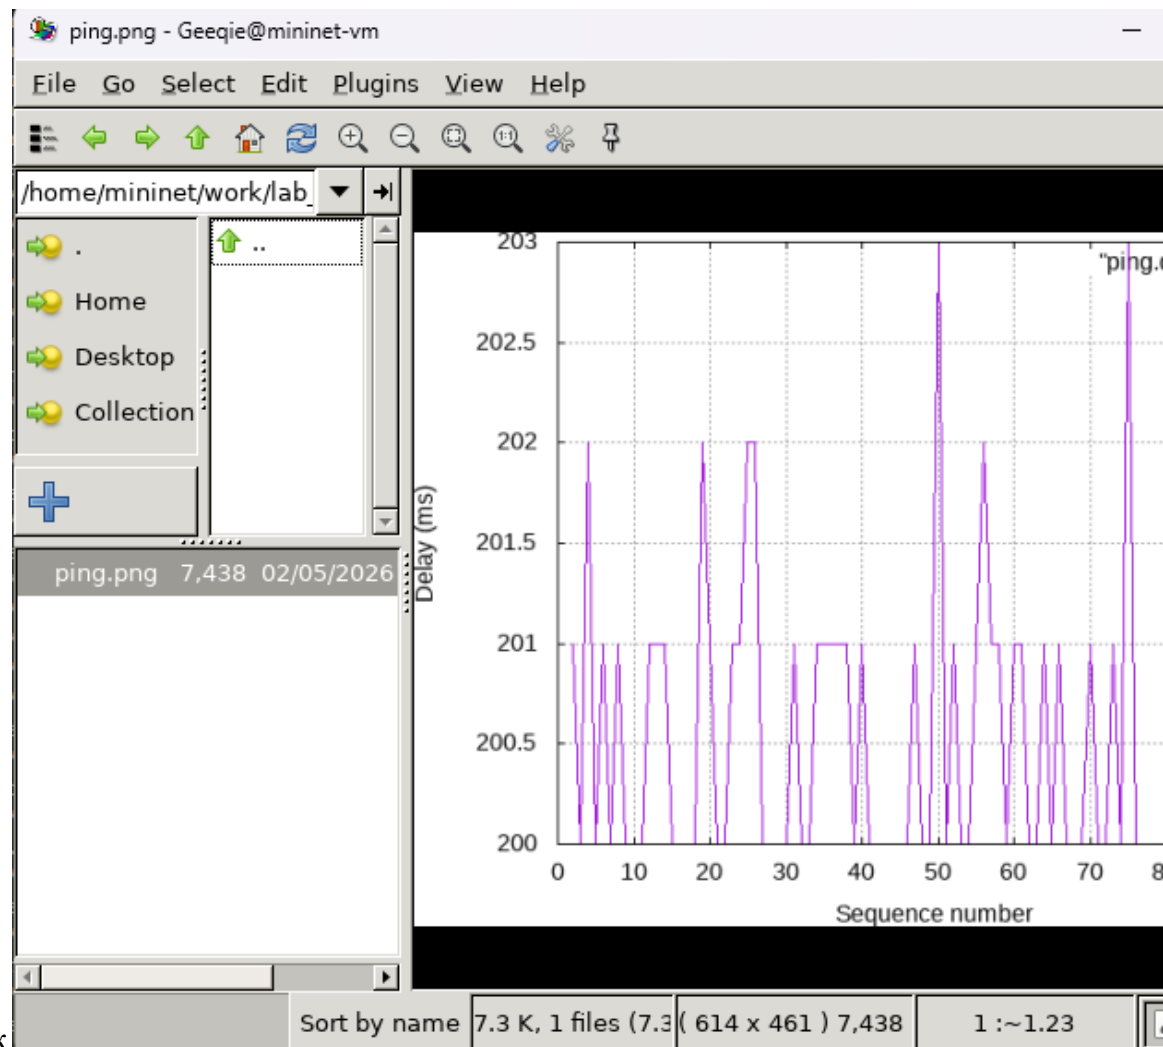 ping.png - Geeqie@mininet-vm
File Go Select Edit Plugins View Help
/home/mininet/work/lab_
.
..
Home
Desktop
Collection
ping.png 7,438 02/05/2026
203
202.5
202
201.5
201
200.5
200
Delay (ms)
0 10 20 30 40 50 60 70 8
Sequence number
"ping.
Sort by name 7.3 K, 1 files (7.3 ( 614 x 461 ) 7,438 1 :~1.23